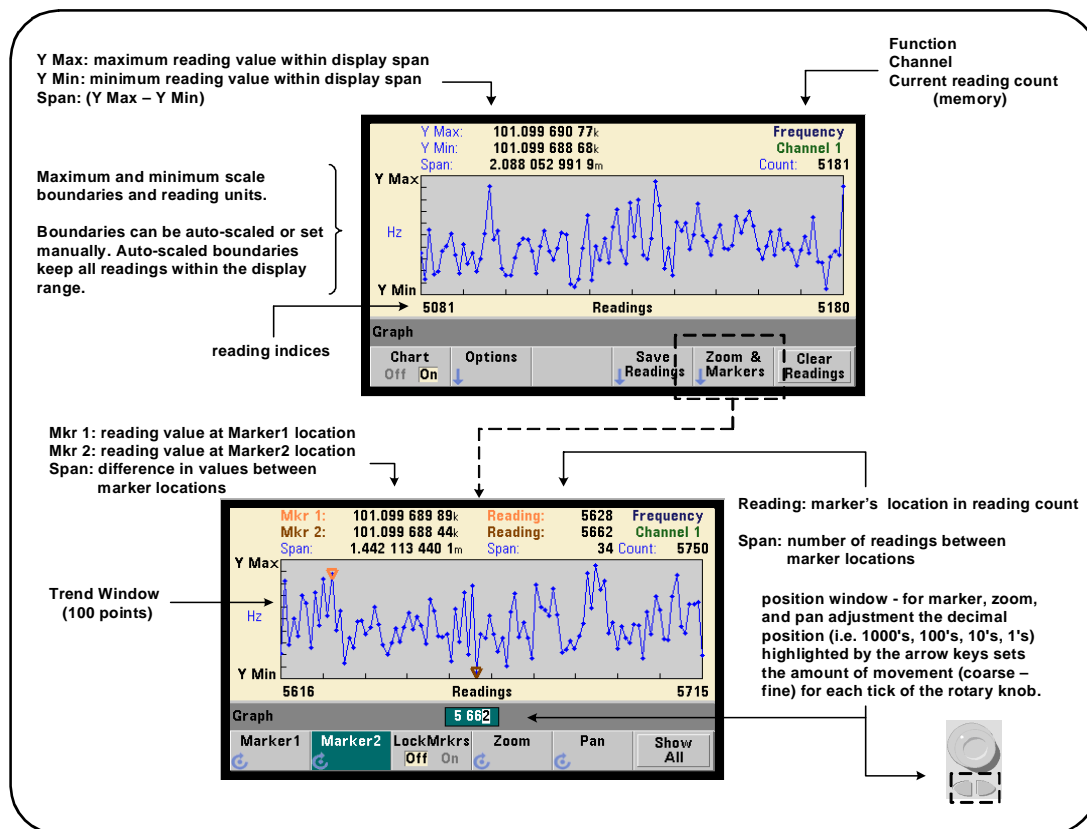 Y Max: maximum reading value within display span
Y Min: minimum reading value within display span
Span: (Y Max – Y Min)
Function
Channel
Current reading count
(memory)
Y Max: 101.099 690 77k Frequency
Y Min: 101.099 688 68k Channel 1
Span: 2.088 052 991 9m Count: 5181
Maximum and minimum scale
boundaries and reading units.
Boundaries can be auto-scaled or set
manually. Auto-scaled boundaries
keep all readings within the display
range.
Y Max
Hz
Y Min
5081 Readings 5180
reading indices
Graph
Chart
Off On
Options
Save
Readings
Zoom &
Markers
Clear
Readings
Mkr 1: reading value at Marker1 location
Mkr 2: reading value at Marker2 location
Span: difference in values between
marker locations
Mkr 1: 101.099 689 89k Reading: 5628 Frequency
Mkr 2: 101.099 688 44k Reading: 5662 Channel 1
Span: 1.442 113 440 1m Span: 34 Count: 5750
Y Max
Hz
Y Min
5616 Readings 5715
Trend Window
(100 points)
Graph 5 662
Marker1
Marker2
LockMrkrs
Off On
Zoom
Pan
Show
All
Reading: marker's location in reading count
Span: number of readings between
marker locations
position window - for marker, zoom,
and pan adjustment the decimal
position (i.e. 1000's, 100's, 10's, 1's)
highlighted by the arrow keys sets
the amount of movement (coarse –
fine) for each tick of the rotary knob.